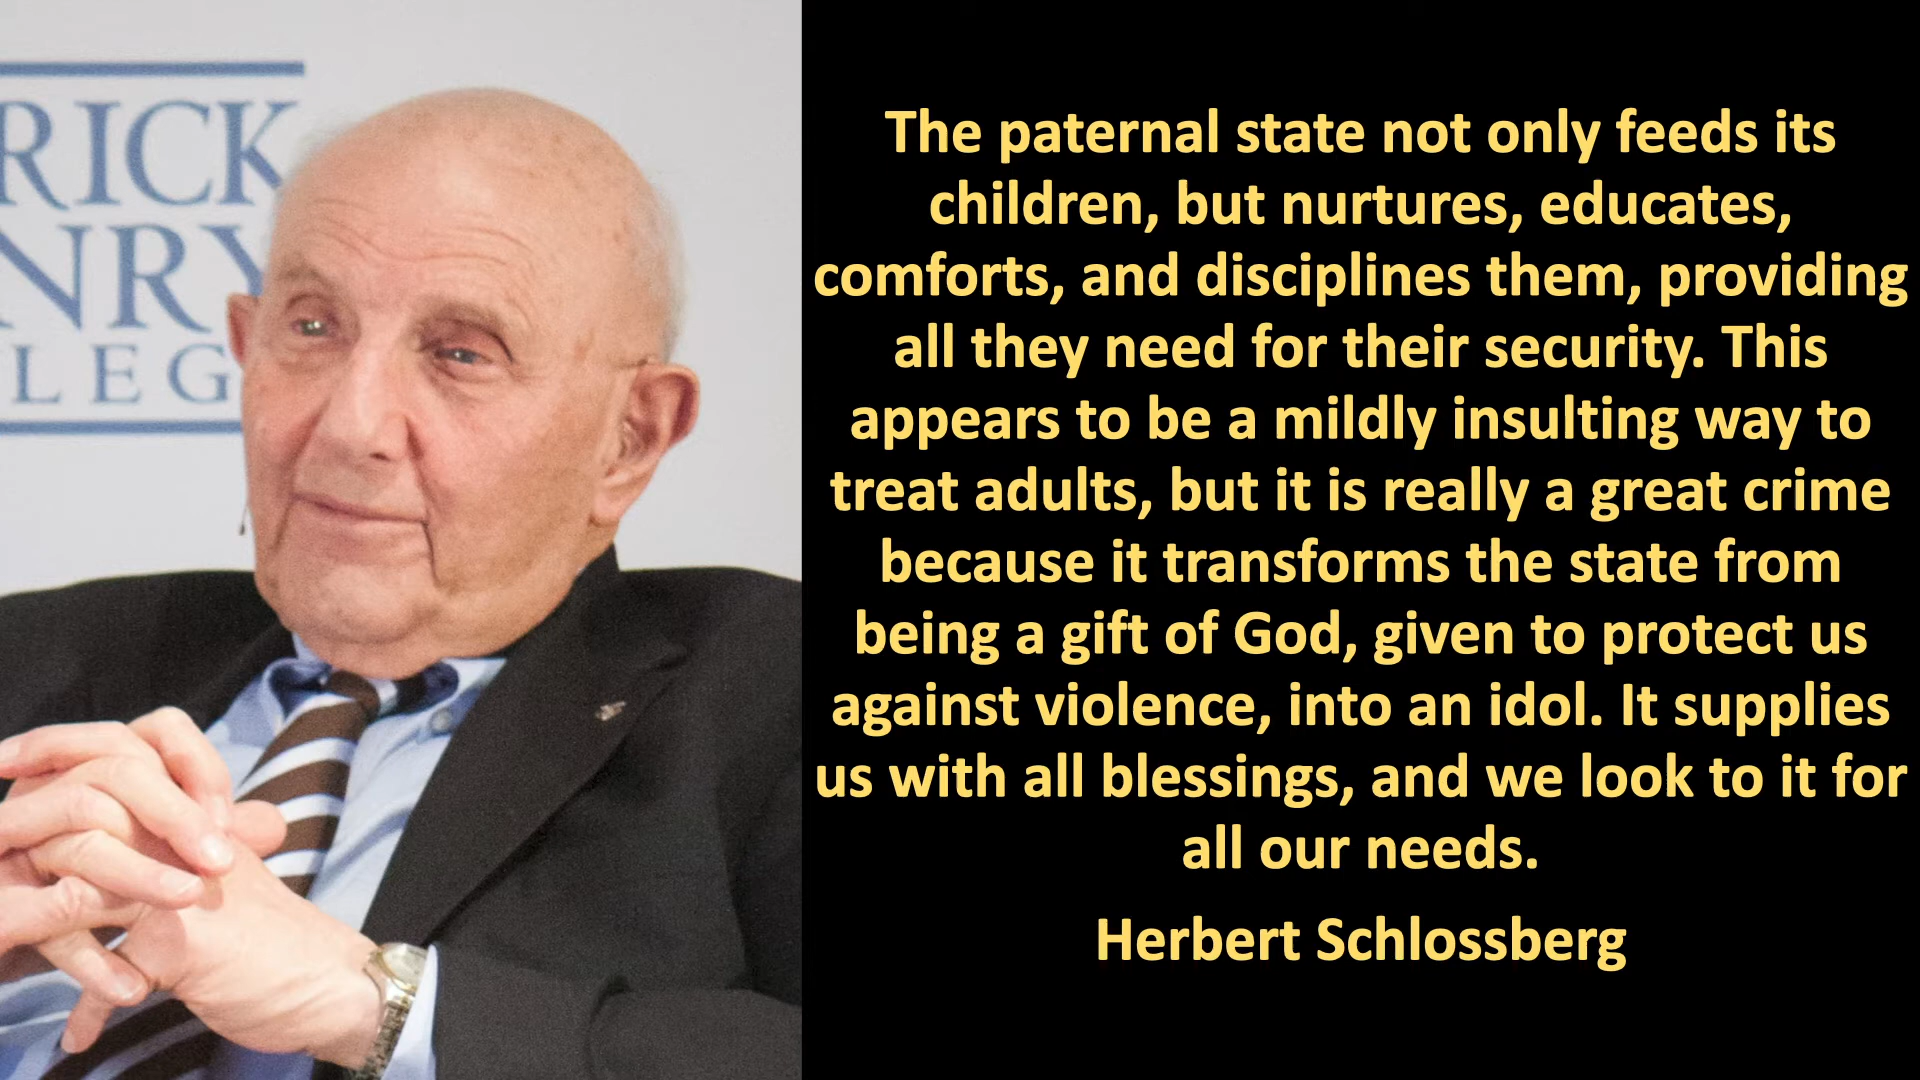 RICK
NRY
LEG
The paternal state not only feeds its
children, but nurtures, educates,
comforts, and disciplines them, providing
all they need for their security. This
appears to be a mildly insulting way to
treat adults, but it is really a great crime
because it transforms the state from
being a gift of God, given to protect us
against violence, into an idol. It supplies
us with all blessings, and we look to it for
all our needs.
Herbert Schlossberg